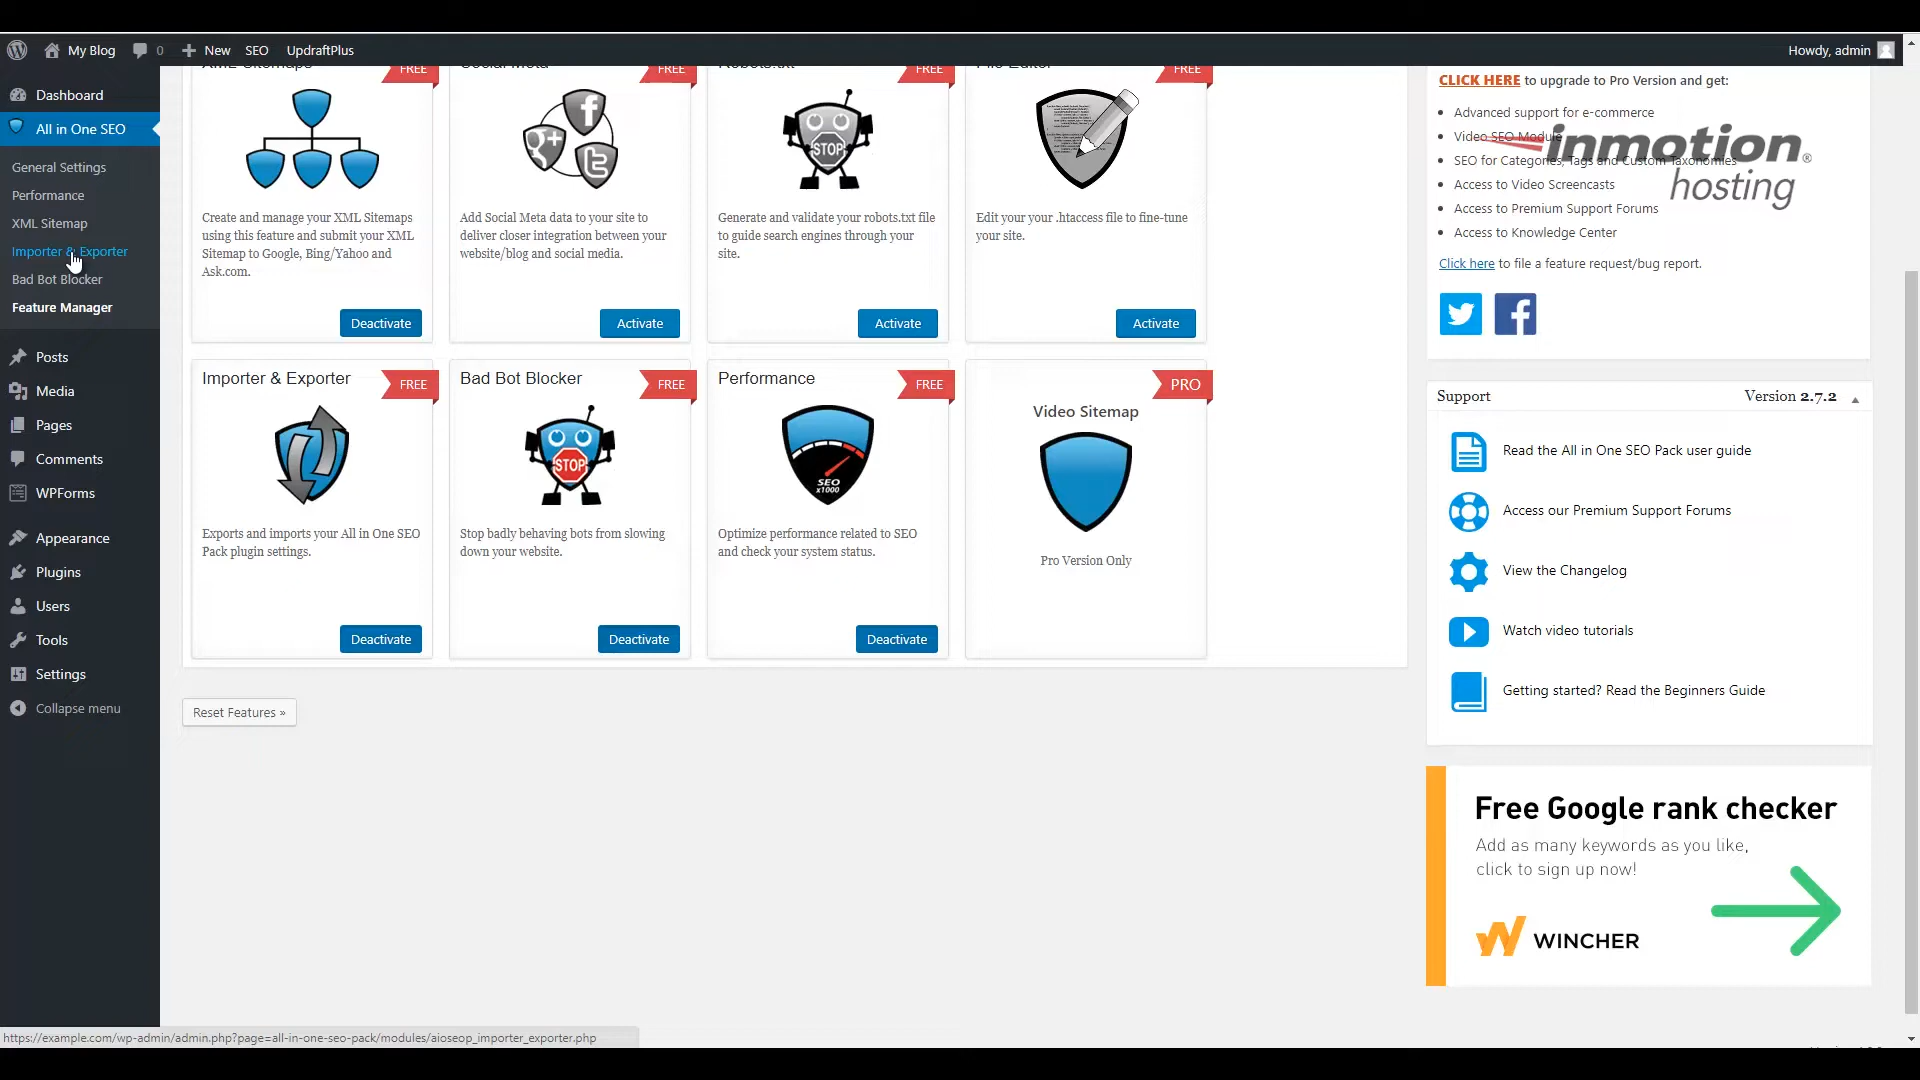 My Blog
0
New
SEO
UpdraftPlus
Howdy, admin
Dashboard
All in One SEO
General Settings
Performance
XML Sitemap
Importer & Exporter
Bad Bot Blocker
Feature Manager
Posts
Media
Pages
Comments
WPForms
Appearance
Plugins
Users
Tools
Settings
Collapse menu
XML Sitemaps
FREE
Create and manage your XML Sitemaps
using this feature and submit your XML
Sitemap to Google, Bing/Yahoo and
Ask.com.
Deactivate
Social Meta
FREE
f
g+
t
Add Social Meta data to your site to
deliver closer integration between your
website/blog and social media.
Activate
Robots.txt
FREE
STOP
Generate and validate your robots.txt file
to guide search engines through your
site.
Activate
File Editor
FREE
Edit your your .htaccess file to fine-tune
your site.
Activate
Importer & Exporter
FREE
Exports and imports your All in One SEO
Pack plugin settings.
Deactivate
Bad Bot Blocker
FREE
STOP
Stop badly behaving bots from slowing
down your website.
Deactivate
Performance
FREE
SEO
x1000
Optimize performance related to SEO
and check your system status.
Deactivate
PRO
Video Sitemap
Pro Version Only
Reset Features »
CLICK HERE to upgrade to Pro Version and get:
Advanced support for e-commerce
Video SEO Module
SEO for Categories, Tags and Custom Taxonomies
Access to Video Screencasts
Access to Premium Support Forums
Access to Knowledge Center
inmotion®
hosting
Click here to file a feature request/bug report.
Support
Version 2.7.2
Read the All in One SEO Pack user guide
Access our Premium Support Forums
View the Changelog
Watch video tutorials
Getting started? Read the Beginners Guide
Free Google rank checker
Add as many keywords as you like,
click to sign up now!
WINCHER
https://example.com/wp-admin/admin.php?page=all-in-one-seo-pack/modules/aioseop_importer_exporter.php